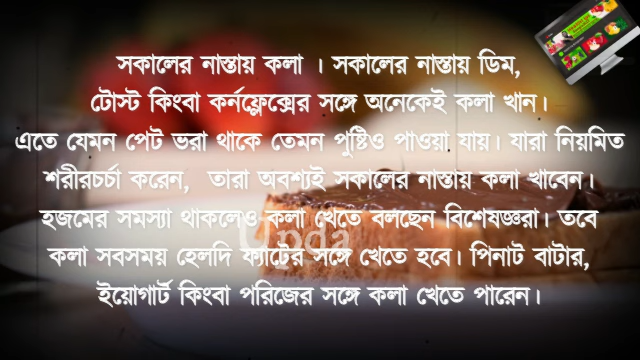 সকালের নাস্তায় কলা । সকালের নাস্তায় ডিম,
টোস্ট কিংবা কর্নফ্লেক্সের সঙ্গে অনেকেই কলা খান।
এতে যেমন পেট ভরা থাকে তেমন পুষ্টিও পাওয়া যায়। যারা নিয়মিত
শরীরচর্চা করেন, তারা অবশ্যই সকালের নাস্তায় কলা খাবেন।
হজমের সমস্যা থাকলেও কলা খেতে বলছেন বিশেষজ্ঞরা। তবে
কলা সবসময় হেলদি ফ্যাটের সঙ্গে খেতে হবে। পিনাট বাটার,
ইয়োগার্ট কিংবা পরিজের সঙ্গে কলা খেতে পারেন।